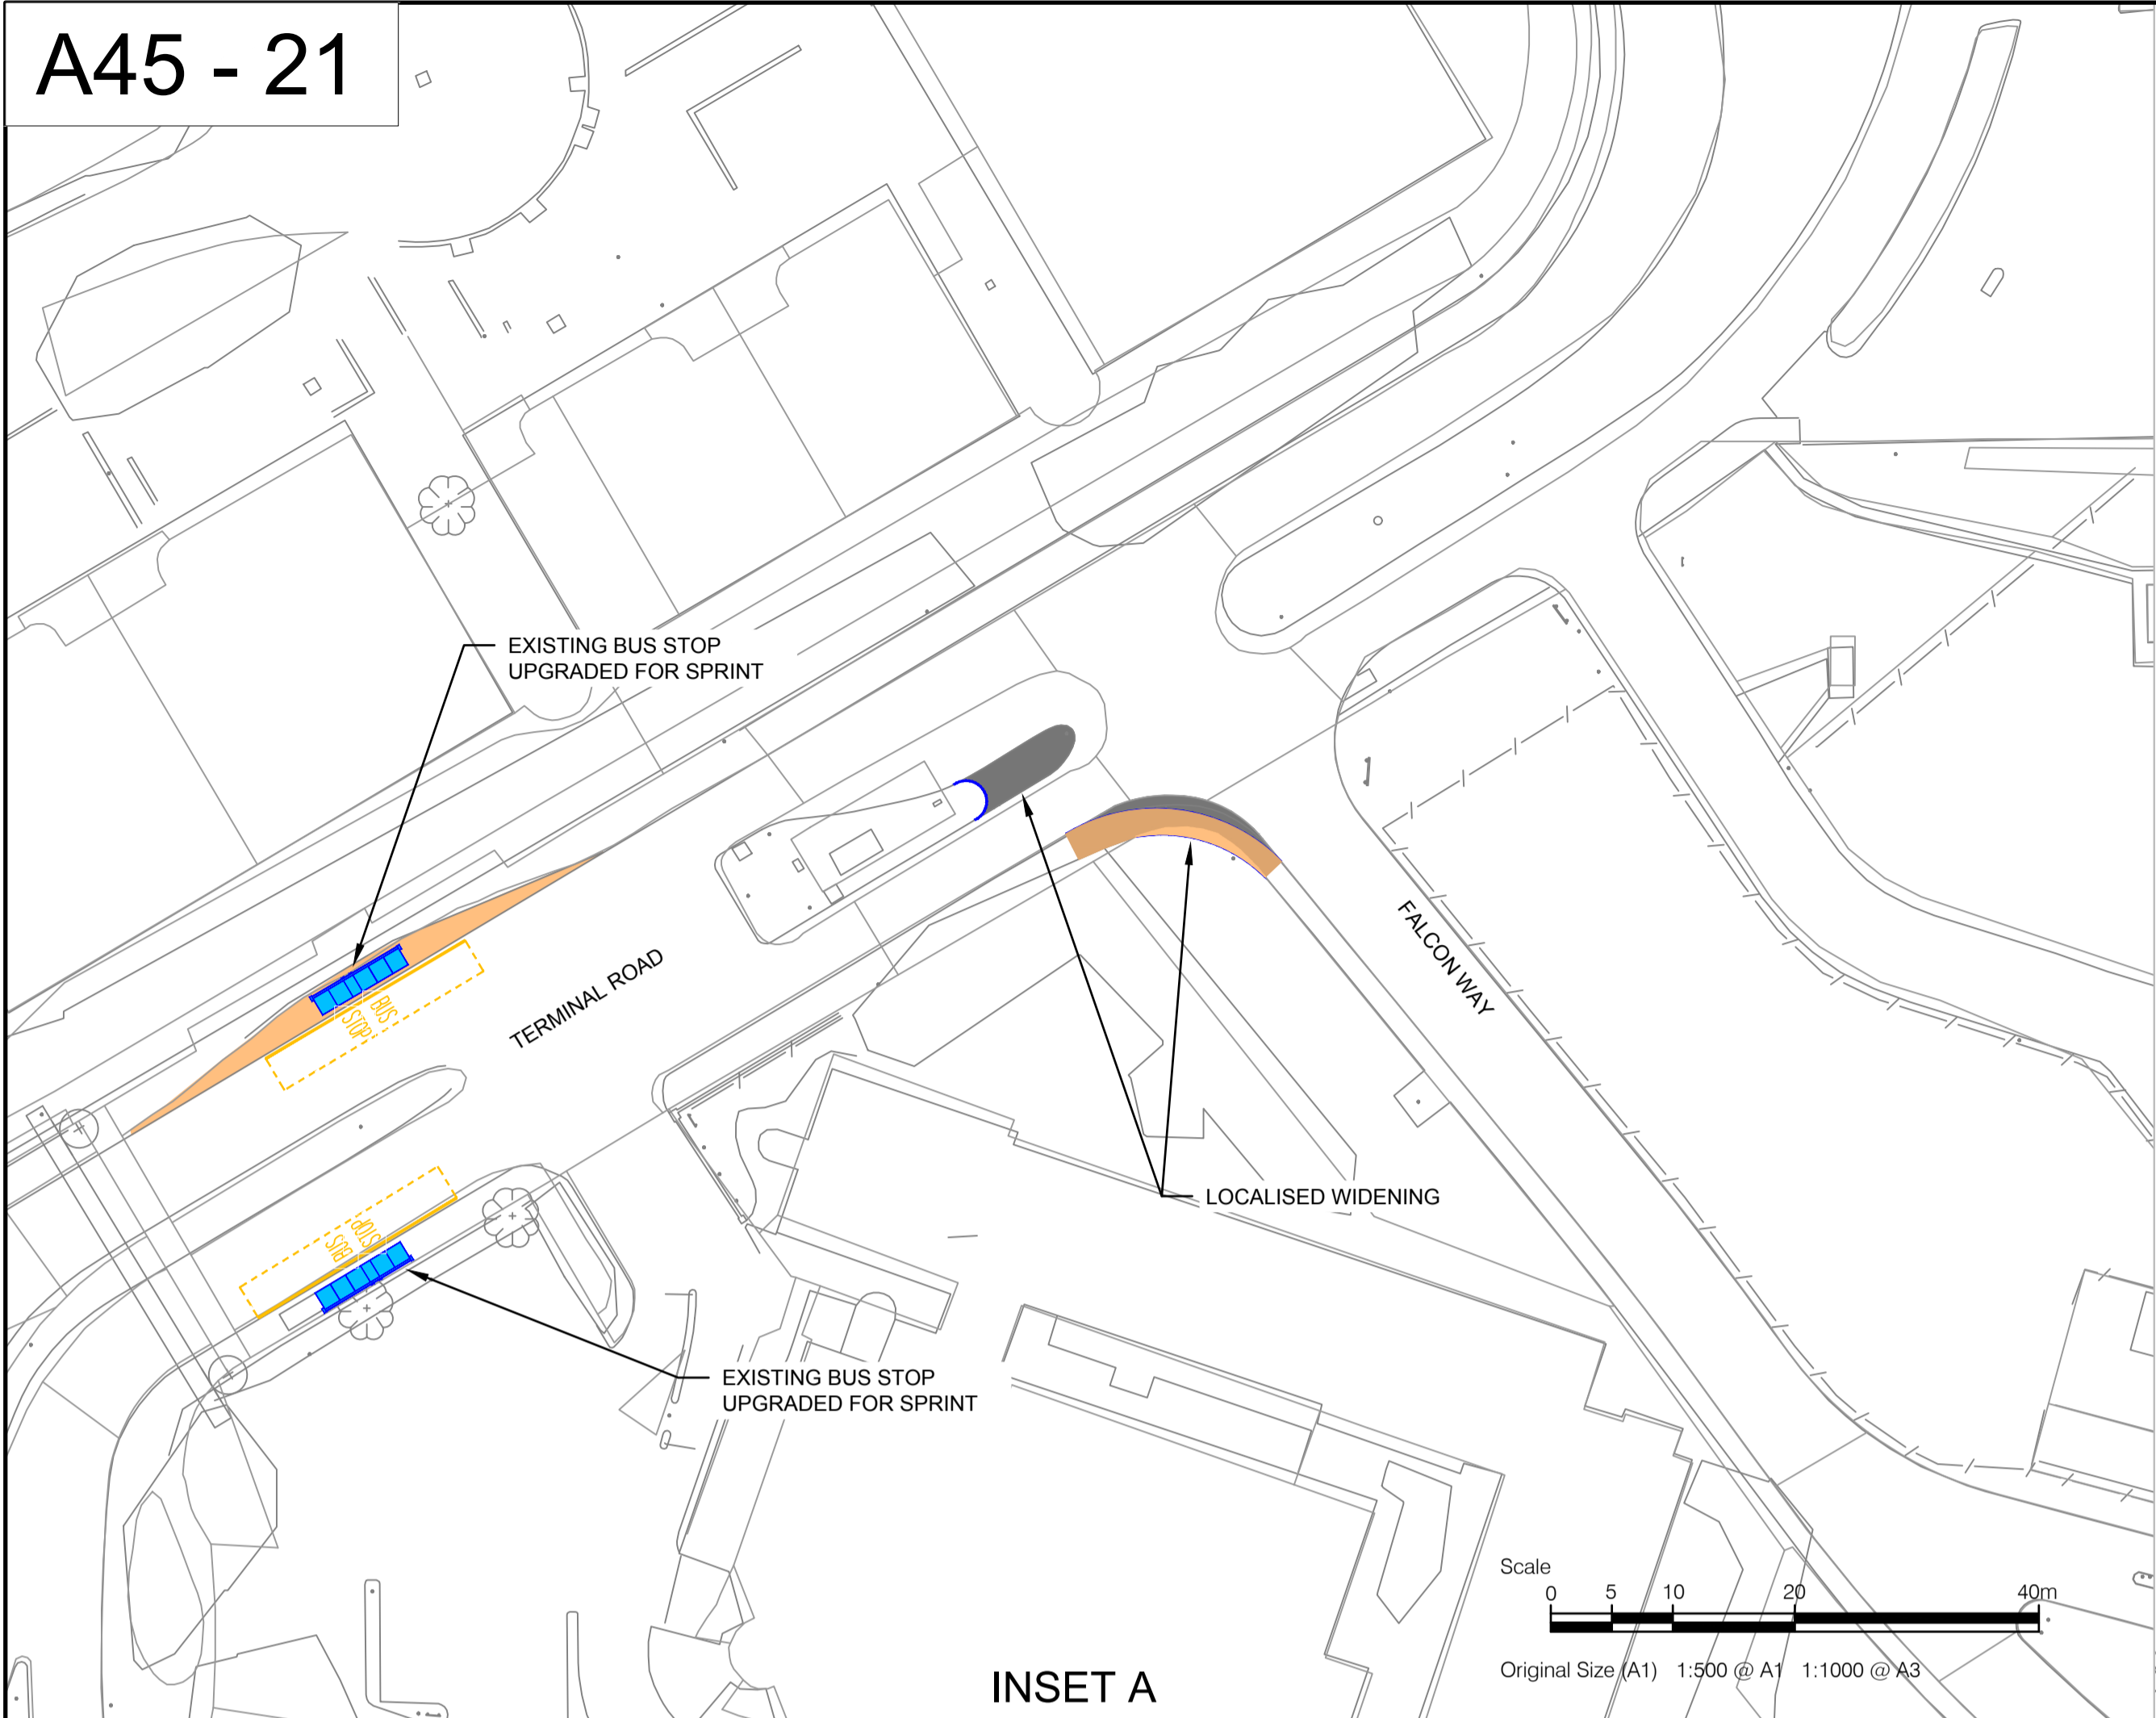 A45 - 21
EXISTING BUS STOP
UPGRADED FOR SPRINT
BUS
STOP
TERMINAL ROAD
FALCON WAY
LOCALISED WIDENING
BUS
STOP
EXISTING BUS STOP
UPGRADED FOR SPRINT
Scale
0 5 10 20 40m
Original Size (A1) 1:500 @ A1 1:1000 @ A3
INSET A